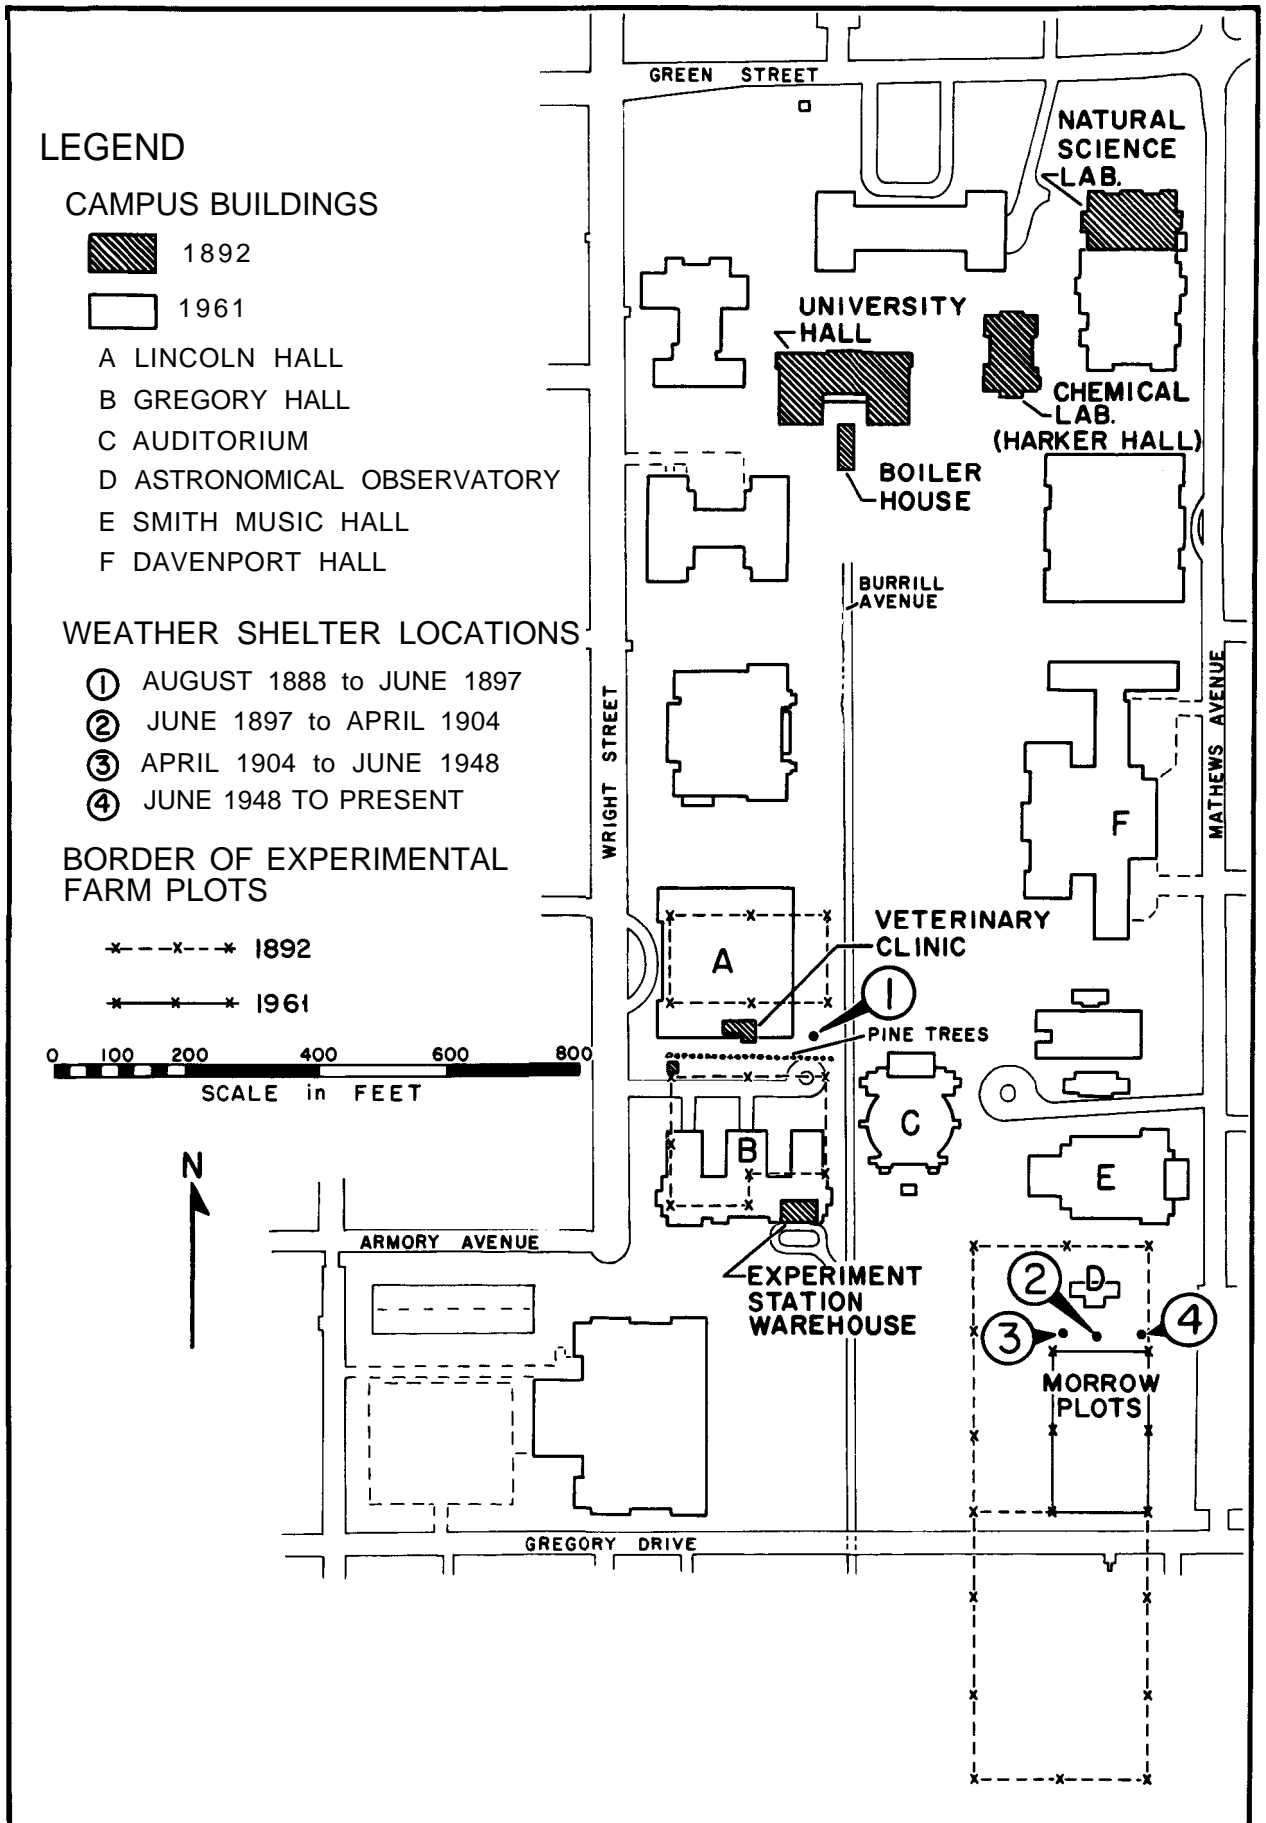 GREEN STREET
NATURAL
SCIENCE
LAB.
LEGEND
CAMPUS BUILDINGS
1892
1961
A LINCOLN HALL
B GREGORY HALL
C AUDITORIUM
D ASTRONOMICAL OBSERVATORY
E SMITH MUSIC HALL
F DAVENPORT HALL
UNIVERSITY
HALL
CHEMICAL
LAB.
(HARKER HALL)
BOILER
HOUSE
BURRILL
AVENUE
WEATHER SHELTER LOCATIONS
1 AUGUST 1888 to JUNE 1897
2 JUNE 1897 to APRIL 1904
3 APRIL 1904 to JUNE 1948
4 JUNE 1948 TO PRESENT
BORDER OF EXPERIMENTAL
FARM PLOTS
1892
1961
0 100 200 400 600 800
SCALE in FEET
N
WRIGHT STREET
MATHEWS AVENUE
F
A
VETERINARY
CLINIC
1
PINE TREES
C
B
E
ARMORY AVENUE
EXPERIMENT
STATION
WAREHOUSE
2
D
3
4
MORROW
PLOTS
GREGORY DRIVE